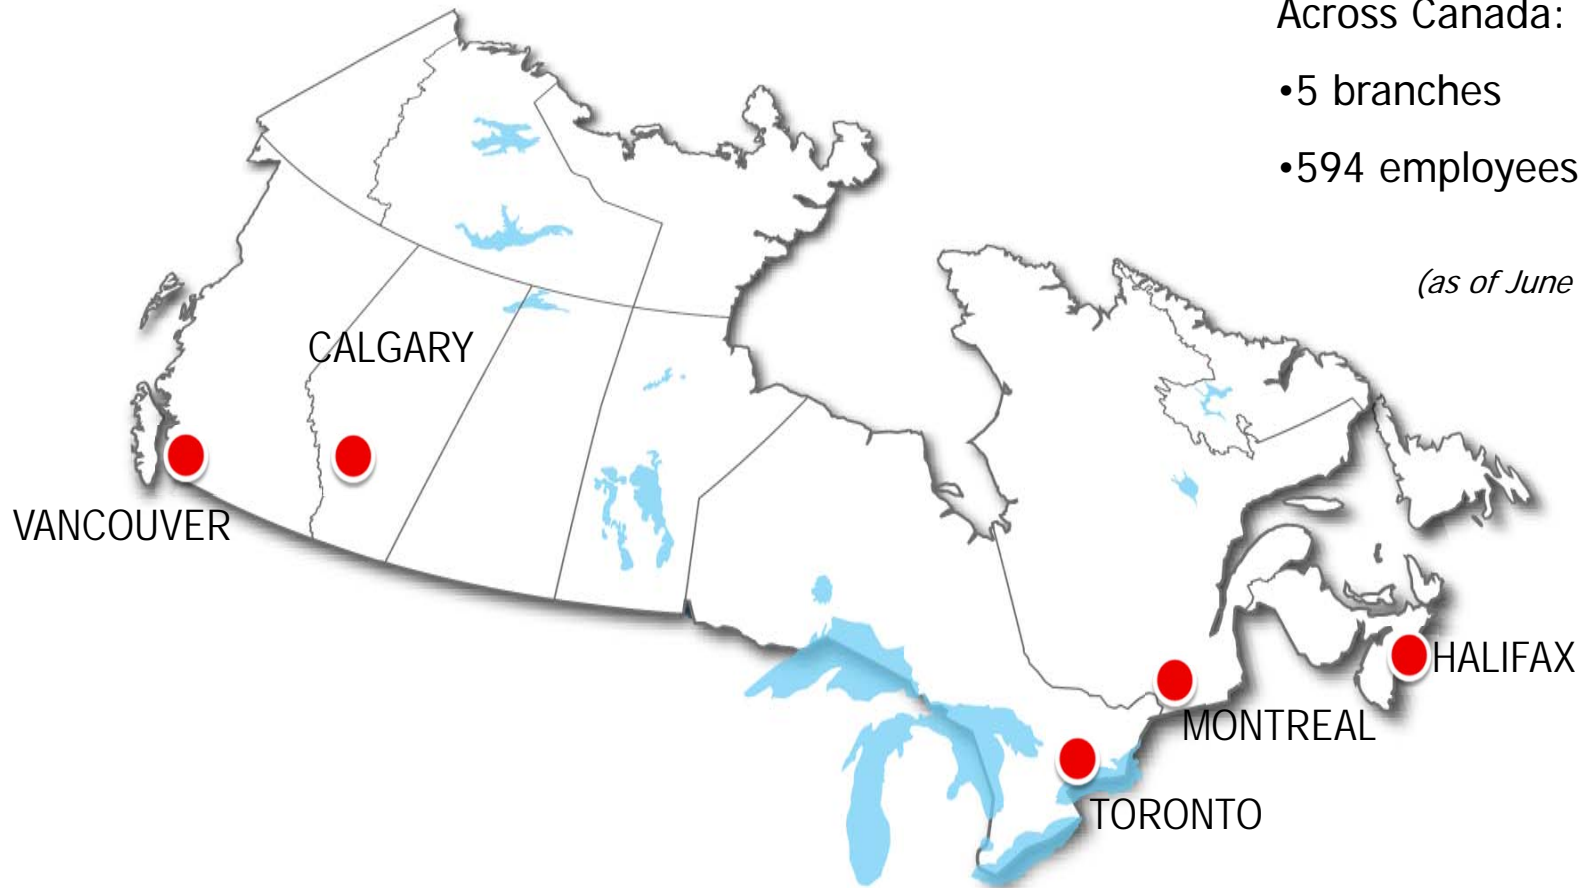 Across Canada:
•5 branches
•594 employees
(as of June
CALGARY
VANCOUVER
HALIFAX
MONTREAL
TORONTO